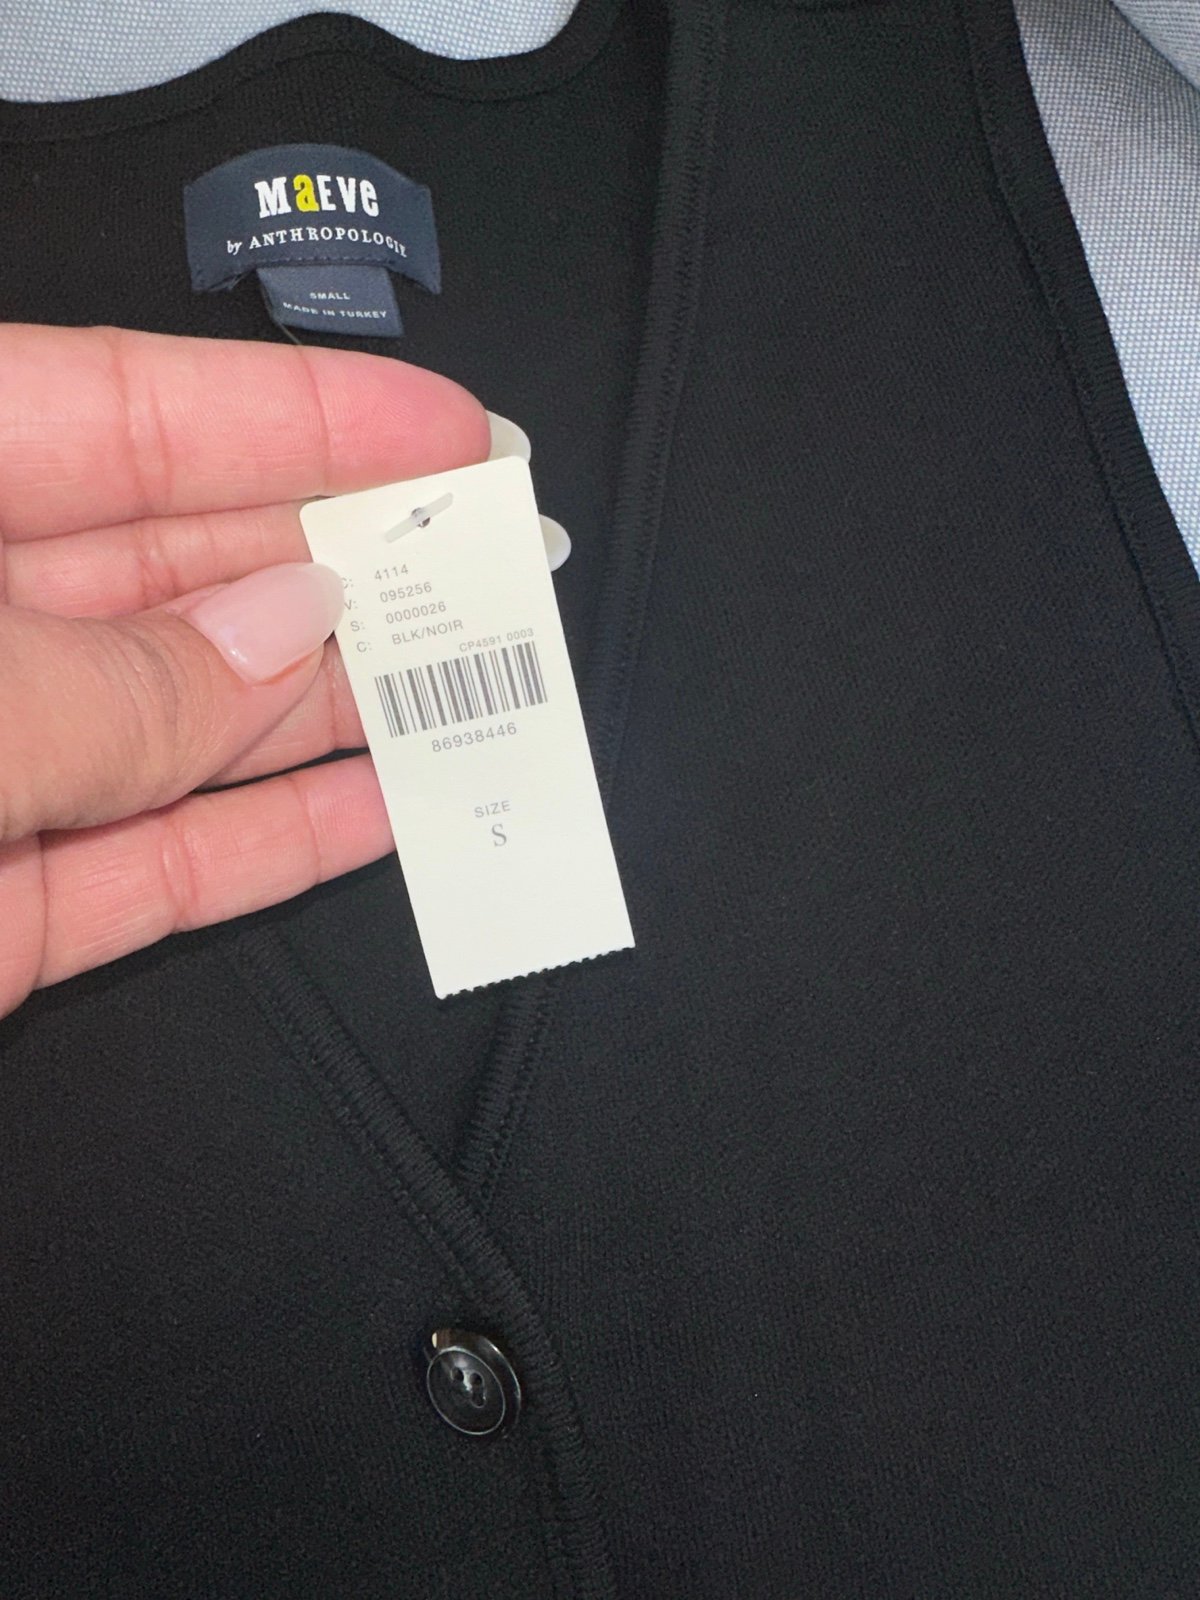 MaEVe
by ANTHROPOLOGIE
SMALL
MADE IN TURKEY
C: 4114
V: 095256
S: 0000026
C: BLK/NOIR
CP4591 0003
86938446
SIZE
S